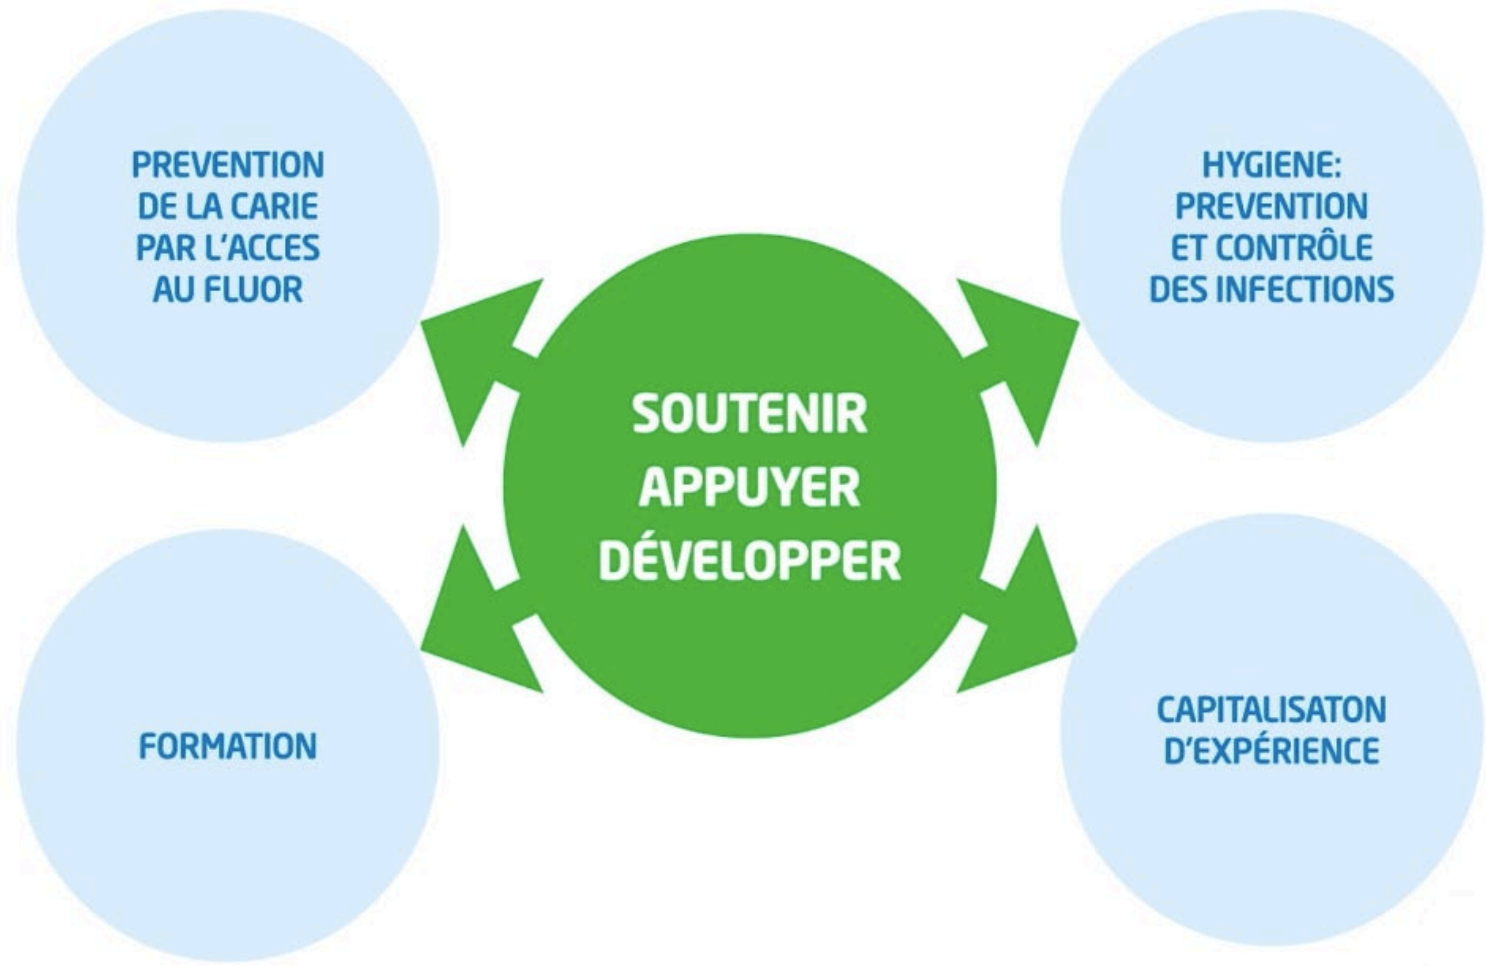 PREVENTION
DE LA CARIE
PAR L'ACCES
AU FLUOR
HYGIENE:
PREVENTION
ET CONTRÔLE
DES INFECTIONS
SOUTENIR
APPUYER
DÉVELOPPER
FORMATION
CAPITALISATON
D'EXPÉRIENCE